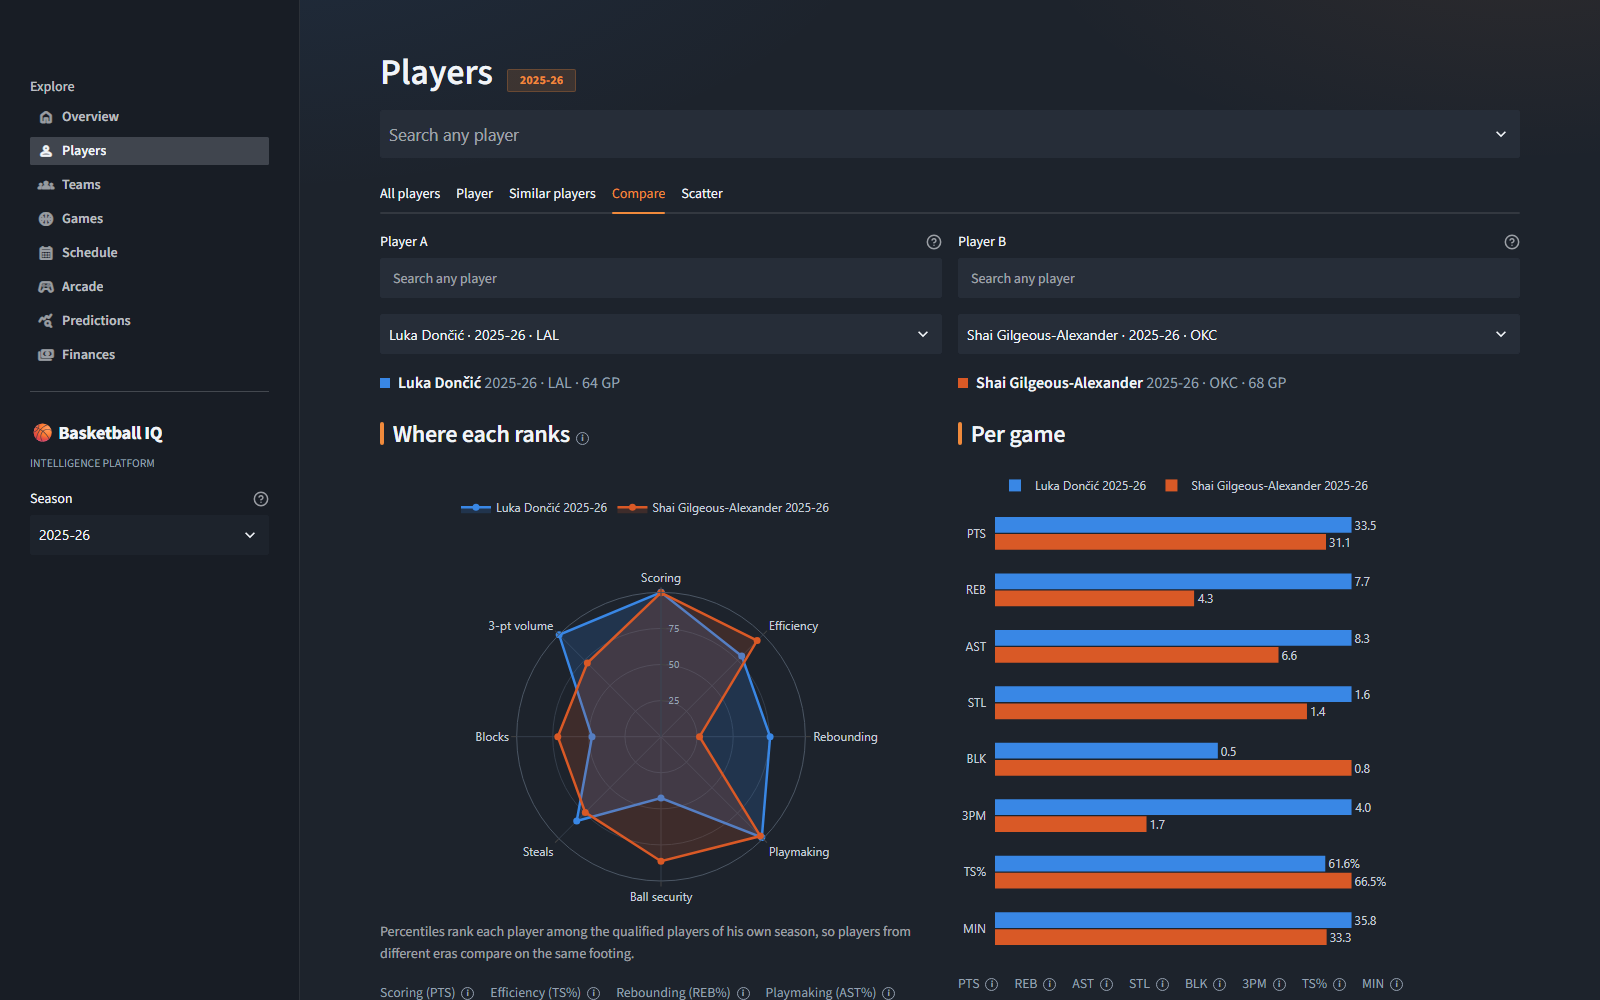 Explore
Overview
Players
Teams
Games
Schedule
Arcade
Predictions
Finances
Basketball IQ
INTELLIGENCE PLATFORM
Season
2025-26
Players 2025-26
Search any player
All players Player Similar players Compare Scatter
Player A
Search any player
Luka Dončić · 2025-26 · LAL
Luka Dončić 2025-26 · LAL · 64 GP
Player B
Search any player
Shai Gilgeous-Alexander · 2025-26 · OKC
Shai Gilgeous-Alexander 2025-26 · OKC · 68 GP
Where each ranks
Luka Dončić 2025-26 Shai Gilgeous-Alexander 2025-26
Scoring
3-pt volume
Efficiency
75
50
25
Blocks
Rebounding
Steals
Playmaking
Ball security
Percentiles rank each player among the qualified players of his own season, so players from
different eras compare on the same footing.
Scoring (PTS) Efficiency (TS%) Rebounding (REB%) Playmaking (AST%)
Per game
Luka Dončić 2025-26 Shai Gilgeous-Alexander 2025-26
PTS 33.5
31.1
REB 7.7
4.3
AST 8.3
6.6
STL 1.6
1.4
BLK 0.5
0.8
3PM 4.0
1.7
TS% 61.6%
66.5%
MIN 35.8
33.3
PTS REB AST STL BLK 3PM TS% MIN